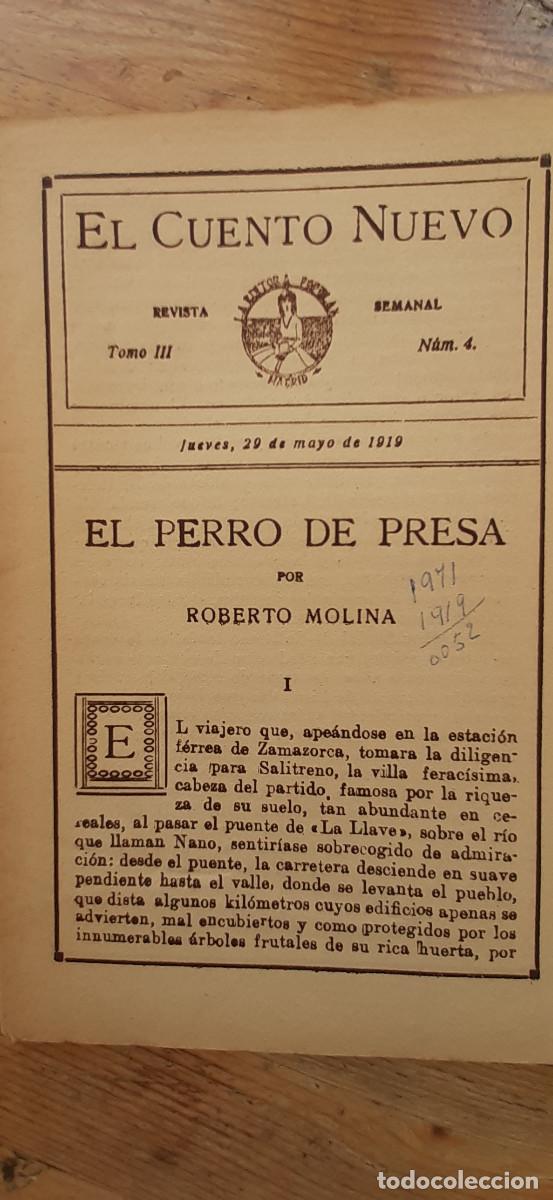 EL CUENTO NUEVO
REVISTA
LA LECTORA POPULAR
MADRID
SEMANAL
Tomo III
Núm. 4.
Jueves, 29 de mayo de 1919
EL PERRO DE PRESA
POR
ROBERTO MOLINA
1971
1919
0052
I
EL viajero que, apeándose en la estación
férrea de Zamazorca, tomara la diligen-
cia para Salitreno, la villa feracísima,
cabeza del partido, famosa por la rique-
za de su suelo, tan abundante en ce-
reales, al pasar el puente de «La Llave», sobre el río
que llaman Nano, sentiríase sobrecogido de admira-
ción: desde el puente, la carretera desciende en suave
pendiente hasta el valle, donde se levanta el pueblo,
que dista algunos kilómetros cuyos edificios apenas se
advierten, mal encubiertos y como protegidos por los
innumerables árboles frutales de su rica huerta, por
todocoleccion